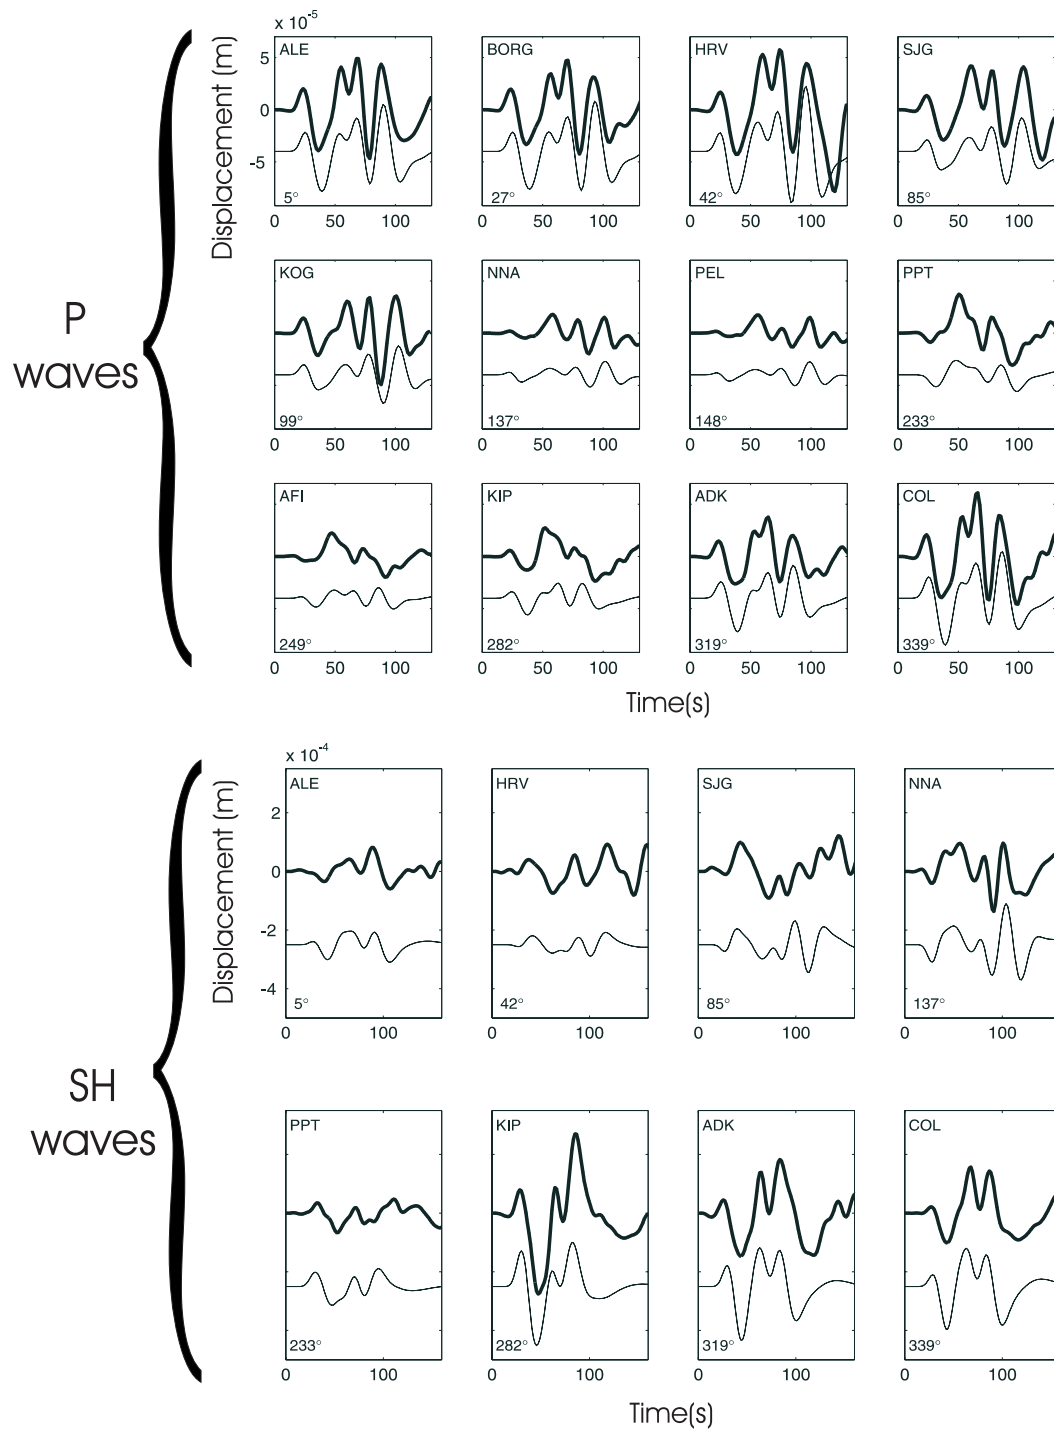 x 10-5
Displacement (m)
ALE BORG HRV SJG
5
0
-5
5° 27° 42° 85°
0 50 100 0 50 100 0 50 100 0 50 100
P
waves
KOG NNA PEL PPT
99° 137° 148° 233°
0 50 100 0 50 100 0 50 100 0 50 100
AFI KIP ADK COL
249° 282° 319° 339°
0 50 100 0 50 100 0 50 100 0 50 100
Time(s)
x 10-4
Displacement (m)
ALE HRV SJG NNA
2
0
-2
-4
5° 42° 85° 137°
0 100 0 100 0 100 0 100
SH
waves
PPT KIP ADK COL
233° 282° 319° 339°
0 100 0 100 0 100 0 100
Time(s)